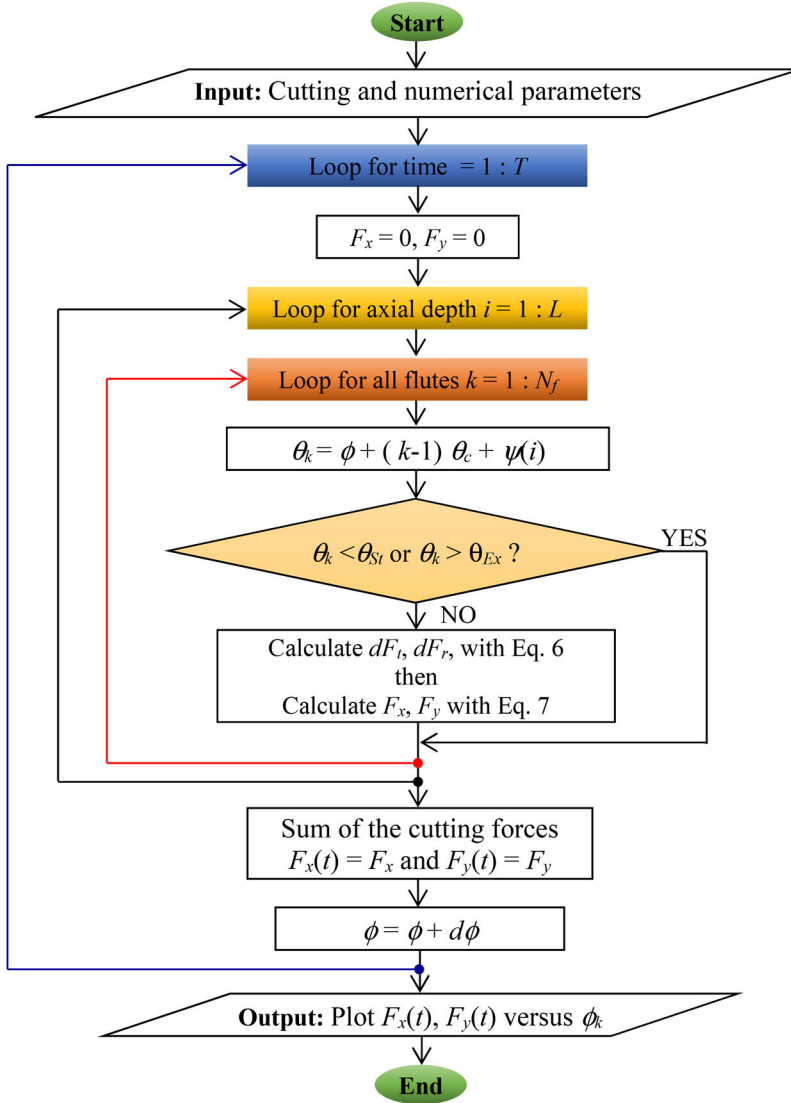 Start
Input: Cutting and numerical parameters
Loop for time = 1 : T
Fx = 0, Fy = 0
Loop for axial depth i = 1 : L
Loop for all flutes k = 1 : Nf
θk = ϕ + ( k-1) θc + ψ(i)
YES
θk <θSt or θk > θEx ?
NO
Calculate dFt, dFr, with Eq. 6
then
Calculate Fx, Fy with Eq. 7
Sum of the cutting forces
Fx(t) = Fx and Fy(t) = Fy
ϕ = ϕ + dϕ
Output: Plot Fx(t), Fy(t) versus ϕk
End